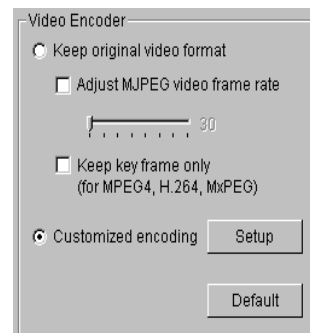 Video Encoder
Keep original video format
Adjust MJPEG video frame rate
30
Keep key frame only
(for MPEG4, H.264, MxPEG)
Customized encoding Setup
Default